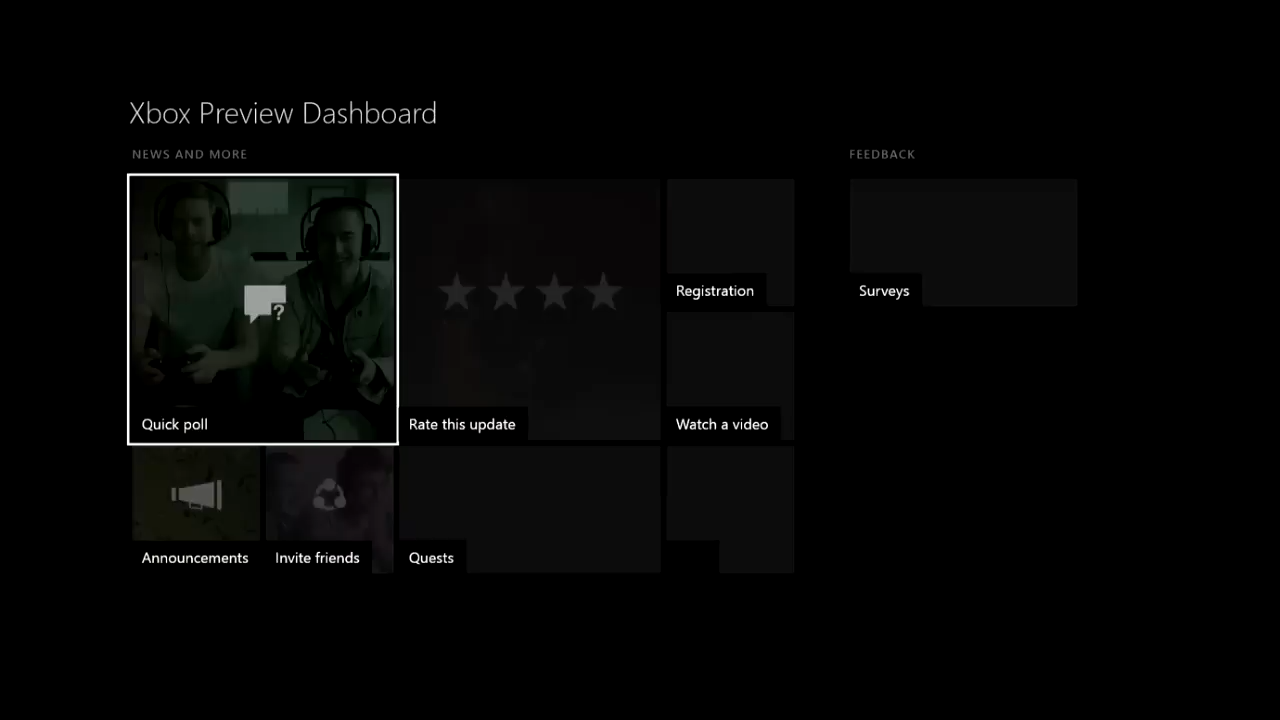 Xbox Preview Dashboard
NEWS AND MORE
FEEDBACK
Quick poll
Rate this update
Registration
Watch a video
Surveys
Announcements
Invite friends
Quests